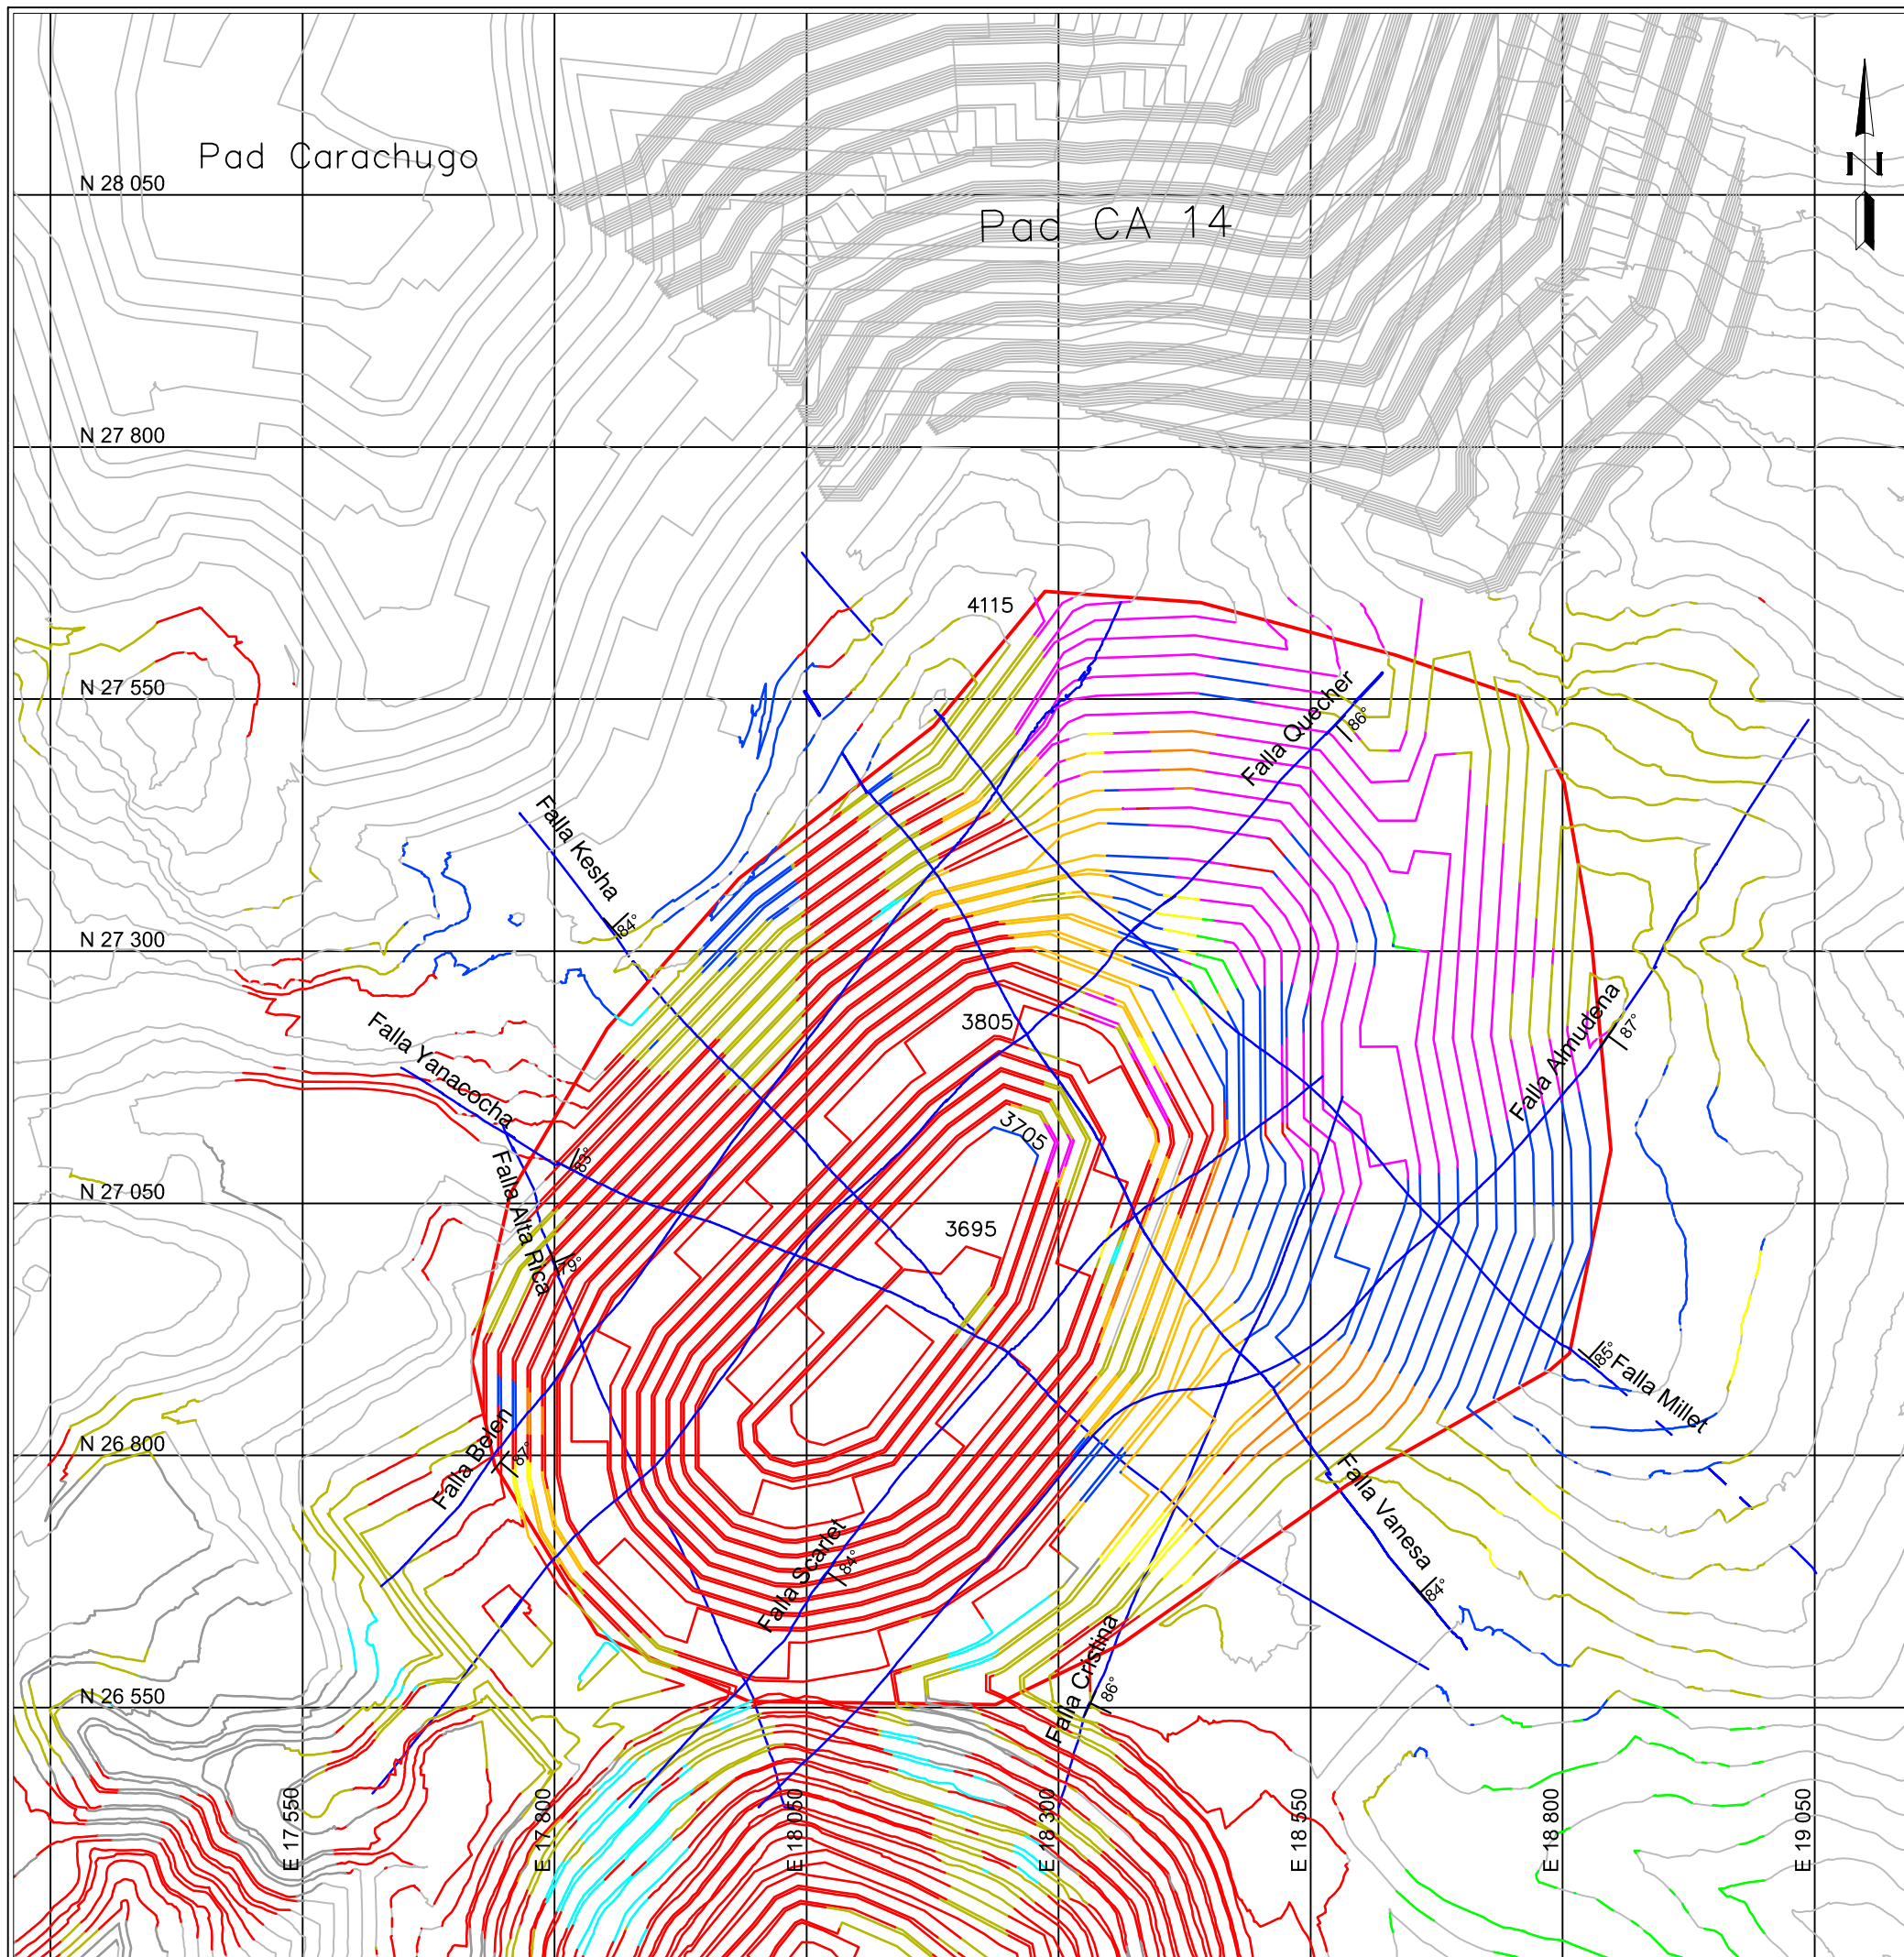 Pad Carachugo
N
N 28 050
Pad CA 14
N 27 800
4115
N 27 550
Falla Quecher
86°
Falla Kesha
84°
N 27 300
Falla Almudena
87°
Falla Yanacocha
83°
3805
3705
Falla Alta Rica
79°
N 27 050
3695
85°
Falla Millet
Falla Belen
87°
N 26 800
Falla Vanesa
84°
Falla Scarlet
84°
Falla Cristina
86°
N 26 550
E 17 550
E 17 800
E 18 050
E 18 300
E 18 550
E 18 800
E 19 050